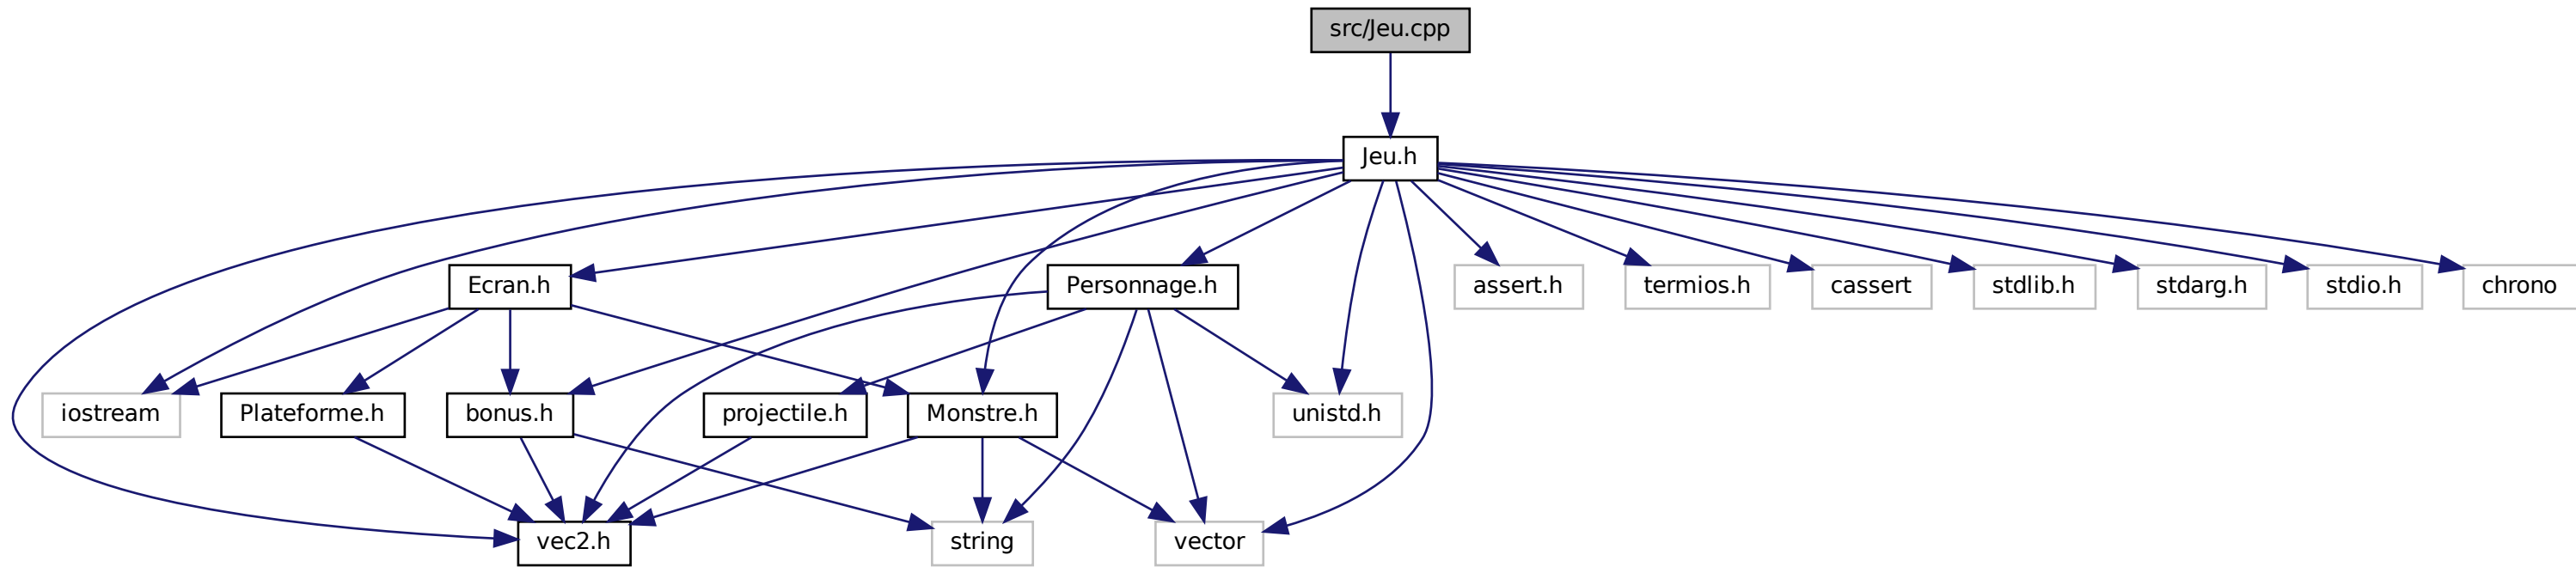 src/Jeu.cpp
Jeu.h
Ecran.h
Personnage.h
assert.h
termios.h
cassert
stdlib.h
stdarg.h
stdio.h
chrono
iostream
Plateforme.h
bonus.h
projectile.h
Monstre.h
unistd.h
vec2.h
string
vector